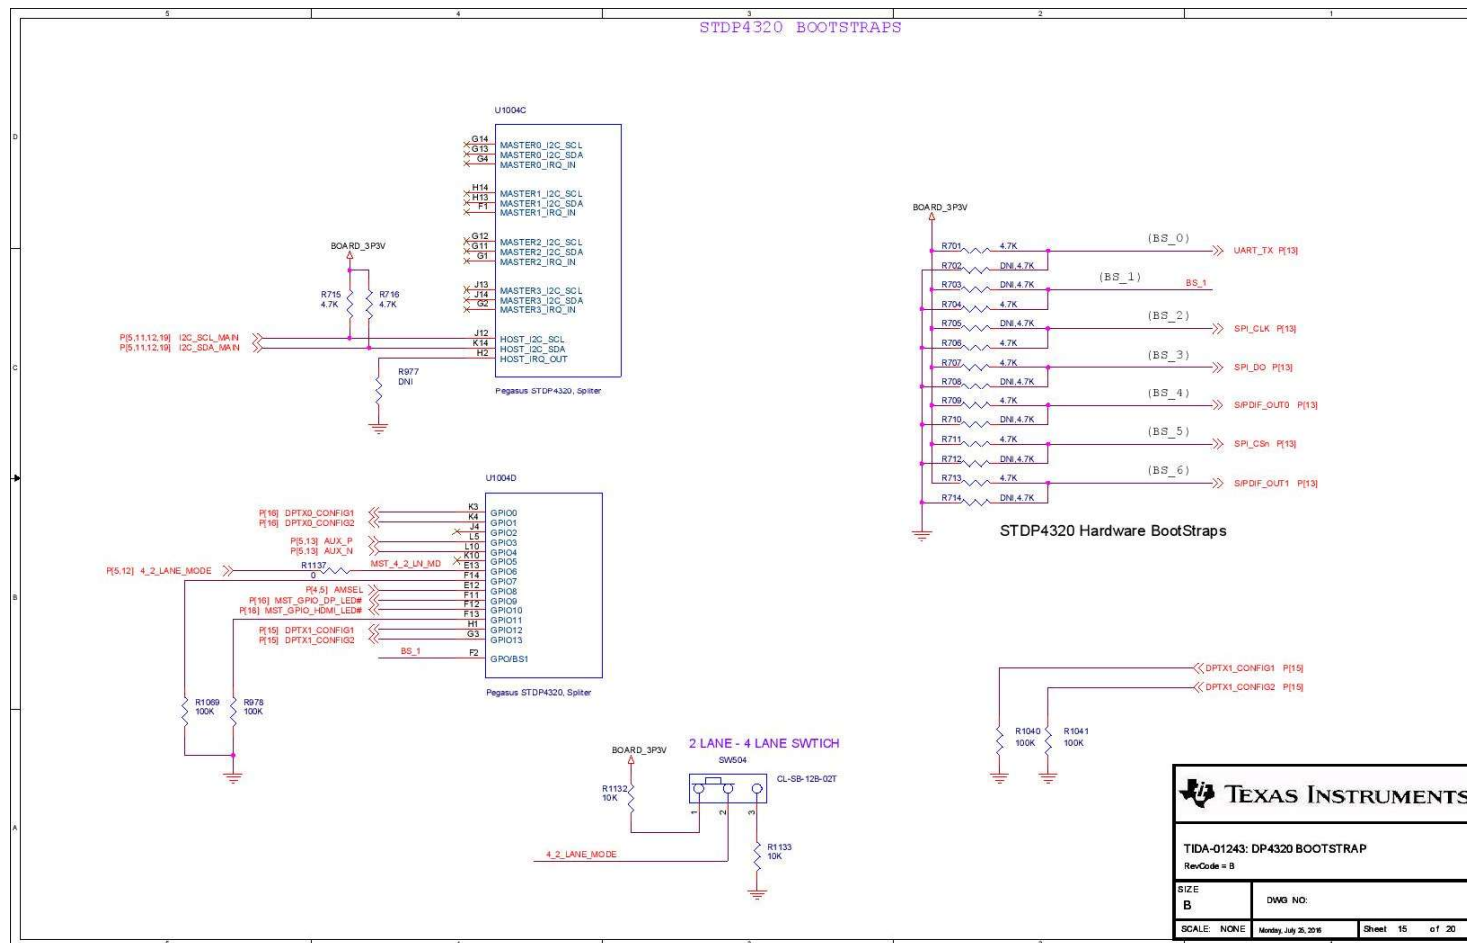 5 4 3 2 1
STDP4320 BOOTSTRAPS
U1004C
G14 MASTER0_I2C_SCL
G13 MASTER0_I2C_SDA
G4 MASTER0_IRQ_IN
H14 MASTER1_I2C_SCL
H13 MASTER1_I2C_SDA
F1 MASTER1_IRQ_IN
G12 MASTER2_I2C_SCL
G11 MASTER2_I2C_SDA
G1 MASTER2_IRQ_IN
J13 MASTER3_I2C_SCL
J14 MASTER3_I2C_SDA
G2 MASTER3_IRQ_IN
BOARD_3P3V
R715 4.7K
R716 4.7K
P[5,11,12,19] I2C_SCL_MAIN J12 HOST_I2C_SCL
P[5,11,12,19] I2C_SDA_MAIN K14 HOST_I2C_SDA
H2 HOST_IRQ_OUT
R977
DNI
Pegasus STDP4320, Spliter
BOARD_3P3V
R701 4.7K (BS_0) UART_TX P[13]
R702 DNI,4.7K
R703 DNI,4.7K (BS_1) BS_1
R704 4.7K
R705 DNI,4.7K (BS_2) SPI_CLK P[13]
R706 4.7K
R707 4.7K (BS_3) SPI_DO P[13]
R708 DNI,4.7K
R709 4.7K (BS_4) S/PDIF_OUT0 P[13]
R710 DNI,4.7K
R711 4.7K (BS_5) SPI_CSn P[13]
R712 DNI,4.7K
R713 4.7K (BS_6) S/PDIF_OUT1 P[13]
R714 DNI,4.7K
STDP4320 Hardware BootStraps
U1004D
P[16] DPTX0_CONFIG1 K3 GPIO0
P[16] DPTX0_CONFIG2 K4 GPIO1
J4 GPIO2
P[5,13] AUX_P L5 GPIO3
P[5,13] AUX_N L10 GPIO4
K10 GPIO5
P[5,12] 4_2_LANE_MODE R1137 0 MST_4_2_LN_MD E13 GPIO6
F14 GPIO7
P[4,5] AMSEL E12 GPIO8
P[16] MST_GPIO_DP_LED# F11 GPIO9
P[16] MST_GPIO_HDMI_LED# F12 GPIO10
F13 GPIO11
P[15] DPTX1_CONFIG1 H1 GPIO12
P[15] DPTX1_CONFIG2 G3 GPIO13
BS_1 F2 GPO/BS1
Pegasus STDP4320, Spliter
R1069 100K
R978 100K
DPTX1_CONFIG1 P[15]
DPTX1_CONFIG2 P[15]
R1040 100K
R1041 100K
2 LANE - 4 LANE SWTICH
BOARD_3P3V
SW504
CL-SB-12B-02T
R1132
10K
1 2 3
4_2_LANE_MODE
R1133
10K
D
C
B
A
TEXAS INSTRUMENTS
TIDA-01243: DP4320 BOOTSTRAP
RevCode = B
SIZE
B
DWG NO:
SCALE: NONE Monday, July 25, 2016 Sheet 15 of 20